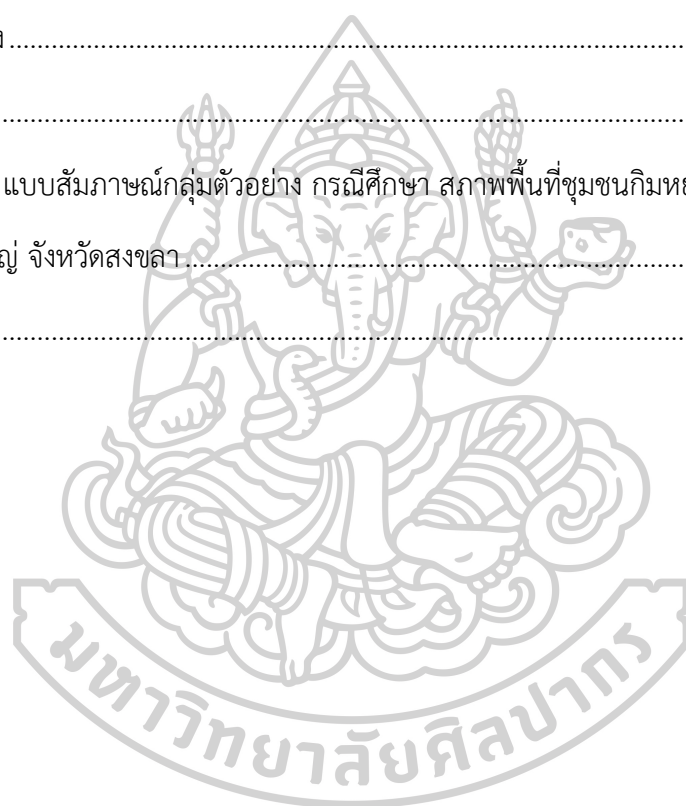 ง ........................................................................................
........................................................................................
แบบสัมภาษณ์กลุ่มตัวอย่าง กรณีศึกษา สภาพพื้นที่ชุมชนกิมหย
ญ่ จังหวัดสงขลา ........................................................................
........................................................................................
มหาวิทยาลัยศิลปากร